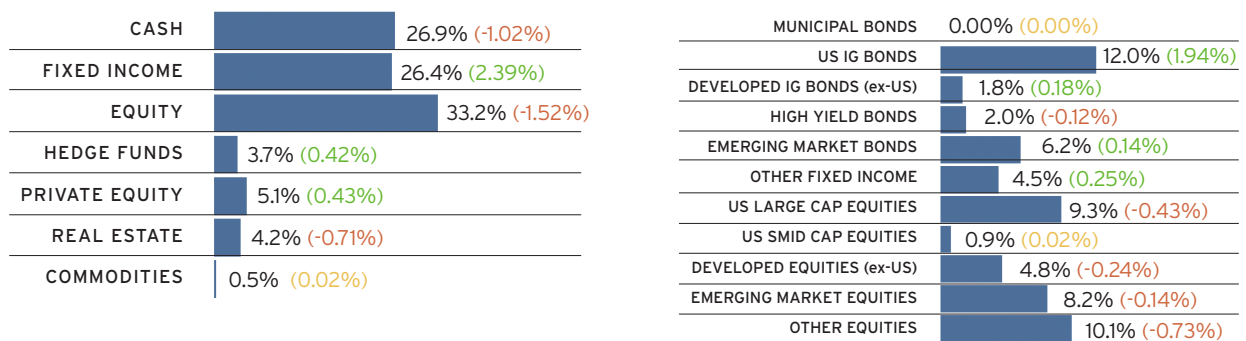 CASH 26.9% (-1.02%)
FIXED INCOME 26.4% (2.39%)
EQUITY 33.2% (-1.52%)
HEDGE FUNDS 3.7% (0.42%)
PRIVATE EQUITY 5.1% (0.43%)
REAL ESTATE 4.2% (-0.71%)
COMMODITIES 0.5% (0.02%)
MUNICIPAL BONDS 0.00% (0.00%)
US IG BONDS 12.0% (1.94%)
DEVELOPED IG BONDS (ex-US) 1.8% (0.18%)
HIGH YIELD BONDS 2.0% (-0.12%)
EMERGING MARKET BONDS 6.2% (0.14%)
OTHER FIXED INCOME 4.5% (0.25%)
US LARGE CAP EQUITIES 9.3% (-0.43%)
US SMID CAP EQUITIES 0.9% (0.02%)
DEVELOPED EQUITIES (ex-US) 4.8% (-0.24%)
EMERGING MARKET EQUITIES 8.2% (-0.14%)
OTHER EQUITIES 10.1% (-0.73%)